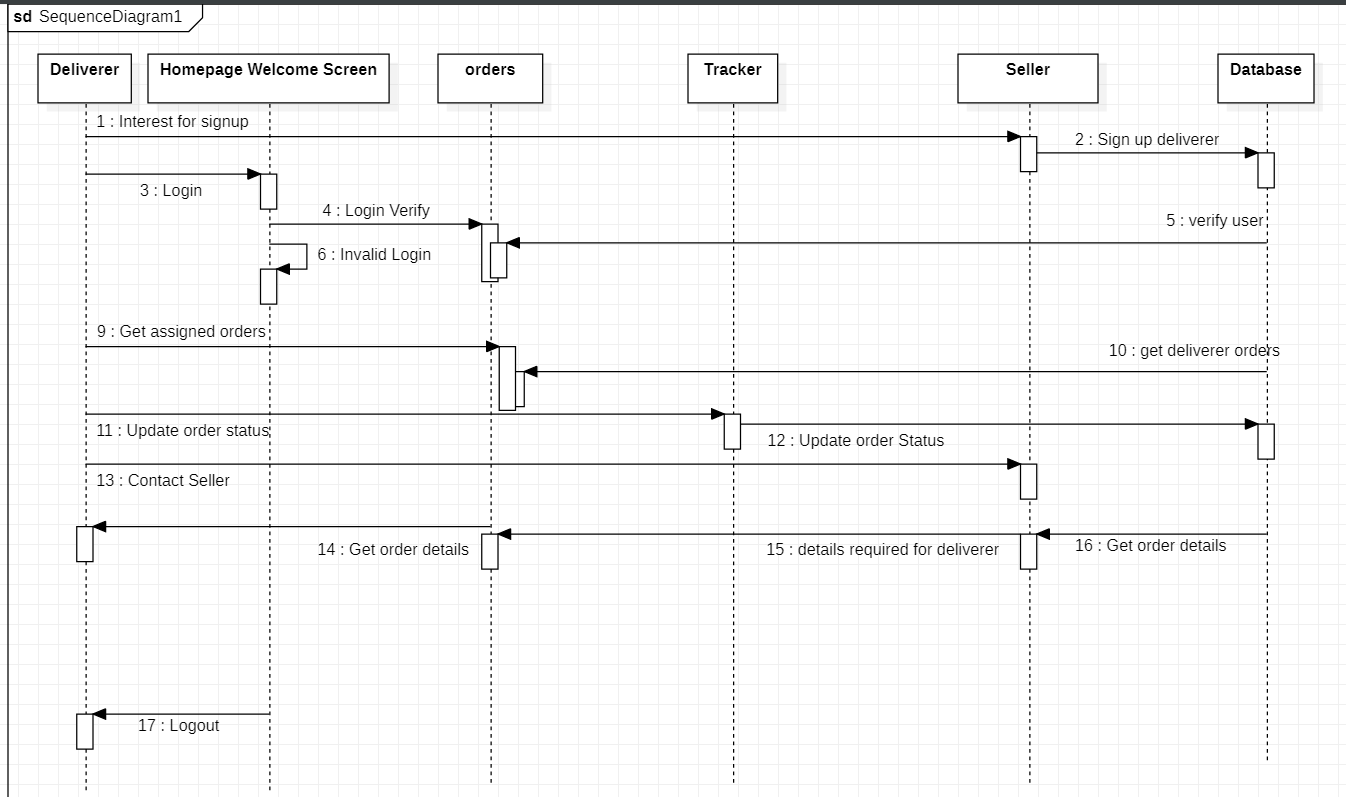 sd SequenceDiagram1
Deliverer
Homepage Welcome Screen
orders
Tracker
Seller
Database
1 : Interest for signup
2 : Sign up deliverer
3 : Login
4 : Login Verify
5 : verify user
6 : Invalid Login
9 : Get assigned orders
10 : get deliverer orders
11 : Update order status
12 : Update order Status
13 : Contact Seller
14 : Get order details
15 : details required for deliverer
16 : Get order details
17 : Logout